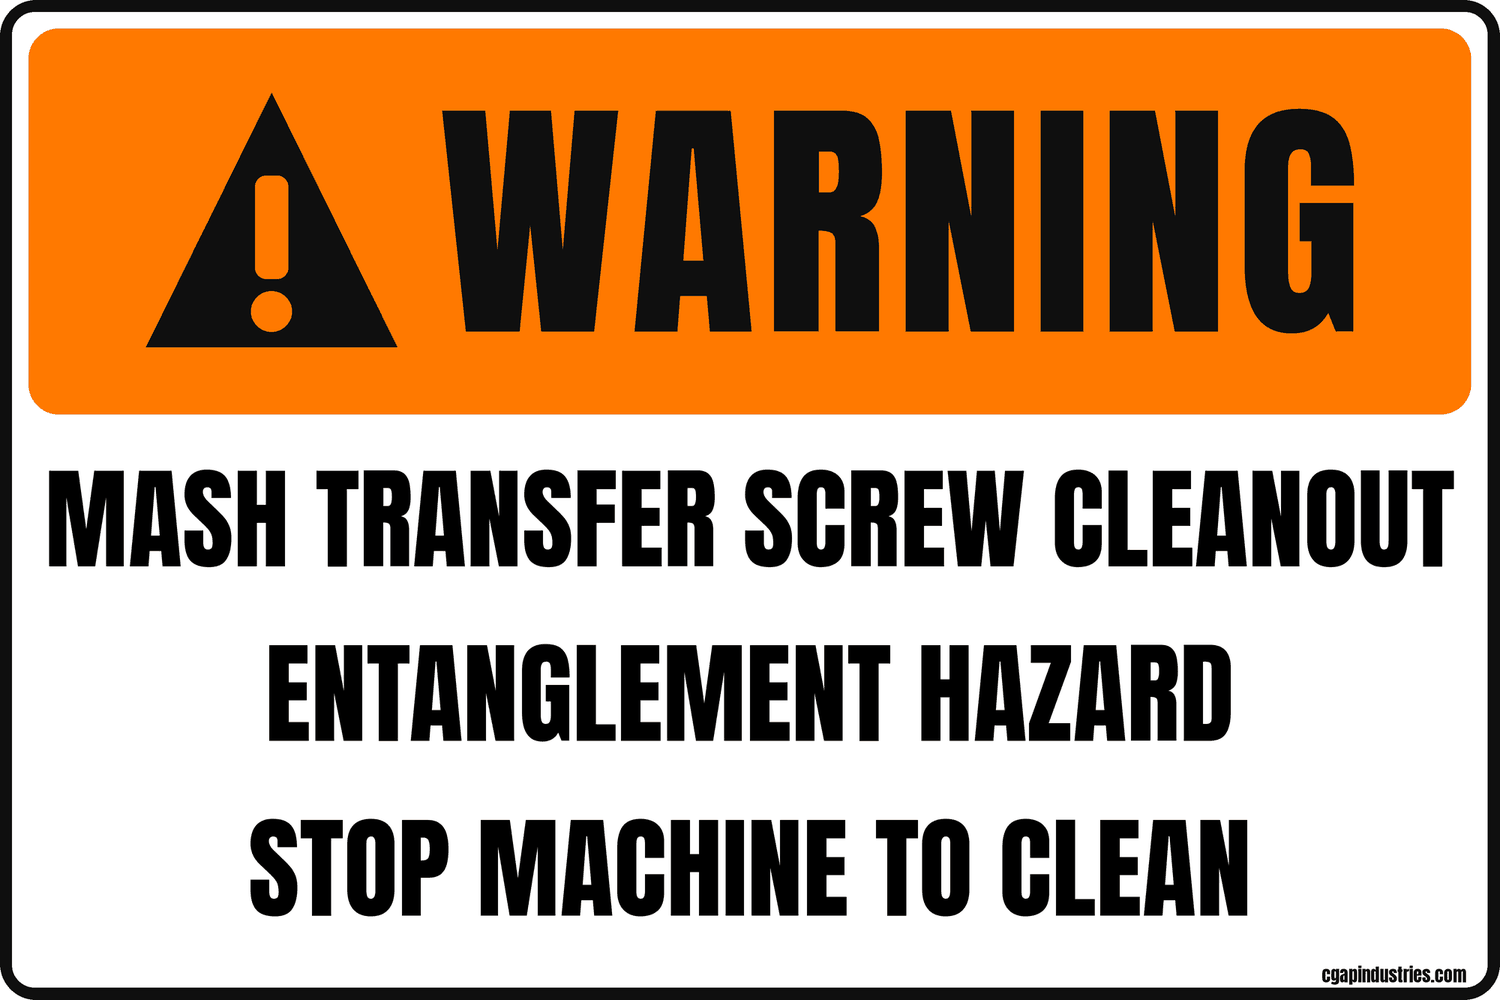 WARNING
MASH TRANSFER SCREW CLEANOUT
ENTANGLEMENT HAZARD
STOP MACHINE TO CLEAN
cgapindustries.com